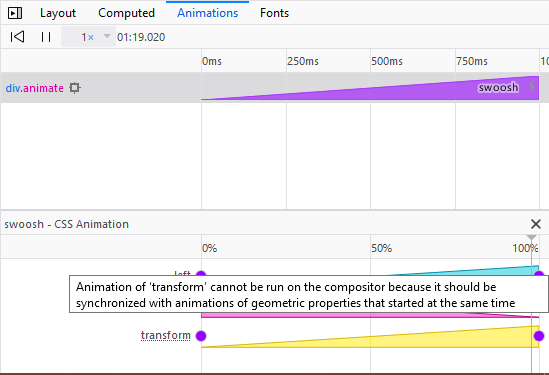 Layout Computed Animations Fonts
1× 01:19.020
0ms 250ms 500ms 750ms
div.animate swoosh
swoosh - CSS Animation
0% 50% 100%
left
Animation of 'transform' cannot be run on the compositor because it should be
synchronized with animations of geometric properties that started at the same time
transform